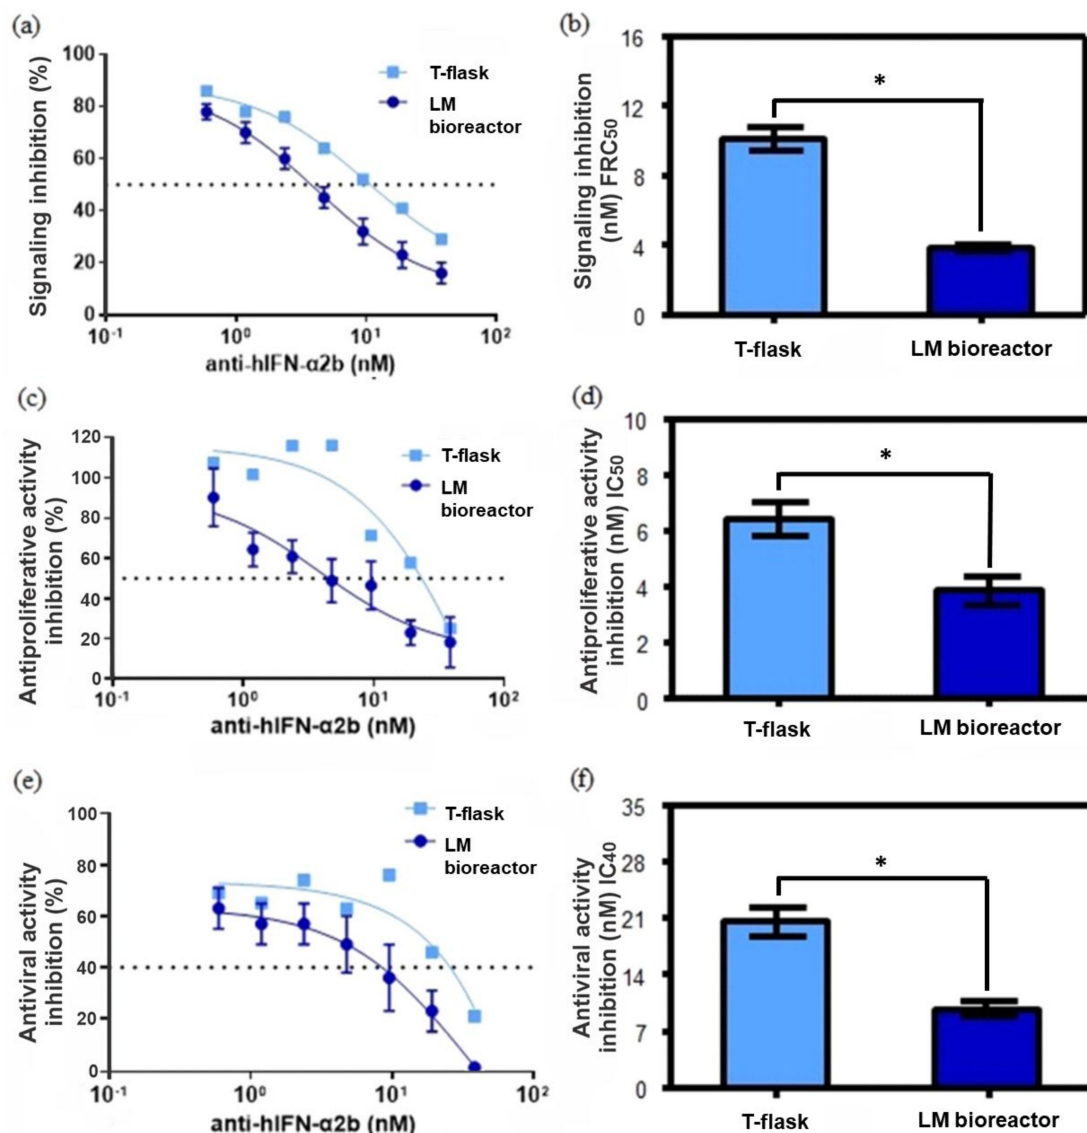 (a)
Signaling inhibition (%)
100
80
60
40
20
0
T-flask
LM
bioreactor
10-1
100
101
102
anti-hIFN-α2b (nM)
(b)
Signaling inhibition
(nM) FRC50
16
12
8
4
0
*
T-flask
LM bioreactor
(c)
Antiproliferative activity
inhibition (%)
120
100
80
60
40
20
0
T-flask
LM
bioreactor
10-1
100
101
102
anti-hIFN-α2b (nM)
(d)
Antiproliferative activity
inhibition (nM) IC50
10
8
6
4
2
0
*
T-flask
LM bioreactor
(e)
Antiviral activity
inhibition (%)
100
80
60
40
20
0
T-flask
LM
bioreactor
10-1
100
101
102
anti-hIFN-α2b (nM)
(f)
Antiviral activity
inhibition (nM) IC40
35
28
21
14
7
0
*
T-flask
LM bioreactor